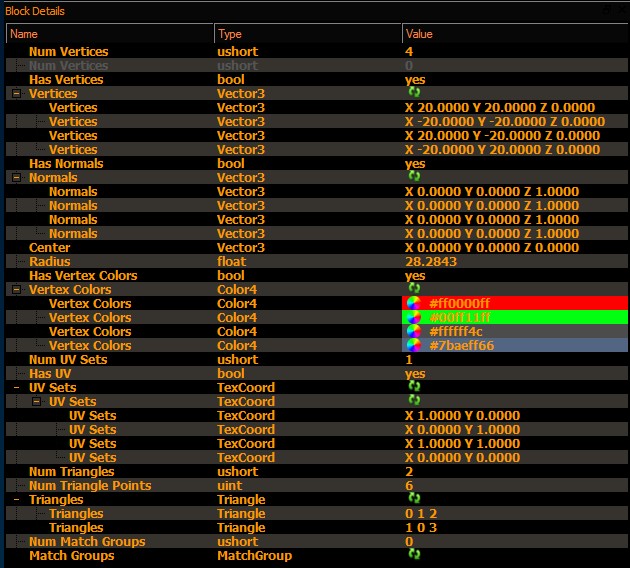 Block Details
Name Type Value
Num Vertices ushort 4
Num Vertices ushort 0
Has Vertices bool yes
Vertices Vector3
Vertices Vector3 X 20.0000 Y 20.0000 Z 0.0000
Vertices Vector3 X -20.0000 Y -20.0000 Z 0.0000
Vertices Vector3 X 20.0000 Y -20.0000 Z 0.0000
Vertices Vector3 X -20.0000 Y 20.0000 Z 0.0000
Has Normals bool yes
Normals Vector3
Normals Vector3 X 0.0000 Y 0.0000 Z 1.0000
Normals Vector3 X 0.0000 Y 0.0000 Z 1.0000
Normals Vector3 X 0.0000 Y 0.0000 Z 1.0000
Normals Vector3 X 0.0000 Y 0.0000 Z 1.0000
Center Vector3 X 0.0000 Y 0.0000 Z 0.0000
Radius float 28.2843
Has Vertex Colors bool yes
Vertex Colors Color4
Vertex Colors Color4 #ff0000ff
Vertex Colors Color4 #00ff11ff
Vertex Colors Color4 #ffffff4c
Vertex Colors Color4 #7baeff66
Num UV Sets ushort 1
Has UV bool yes
UV Sets TexCoord
UV Sets TexCoord
UV Sets TexCoord X 1.0000 Y 0.0000
UV Sets TexCoord X 0.0000 Y 1.0000
UV Sets TexCoord X 1.0000 Y 1.0000
UV Sets TexCoord X 0.0000 Y 0.0000
Num Triangles ushort 2
Num Triangle Points uint 6
Triangles Triangle
Triangles Triangle 0 1 2
Triangles Triangle 1 0 3
Num Match Groups ushort 0
Match Groups MatchGroup